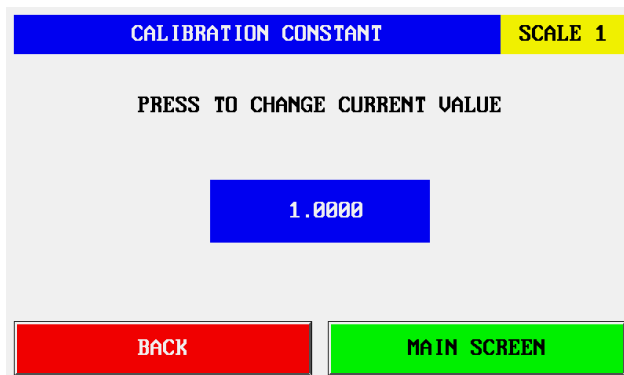 CALIBRATION CONSTANT SCALE 1
PRESS TO CHANGE CURRENT VALUE
1.0000
BACK MAIN SCREEN